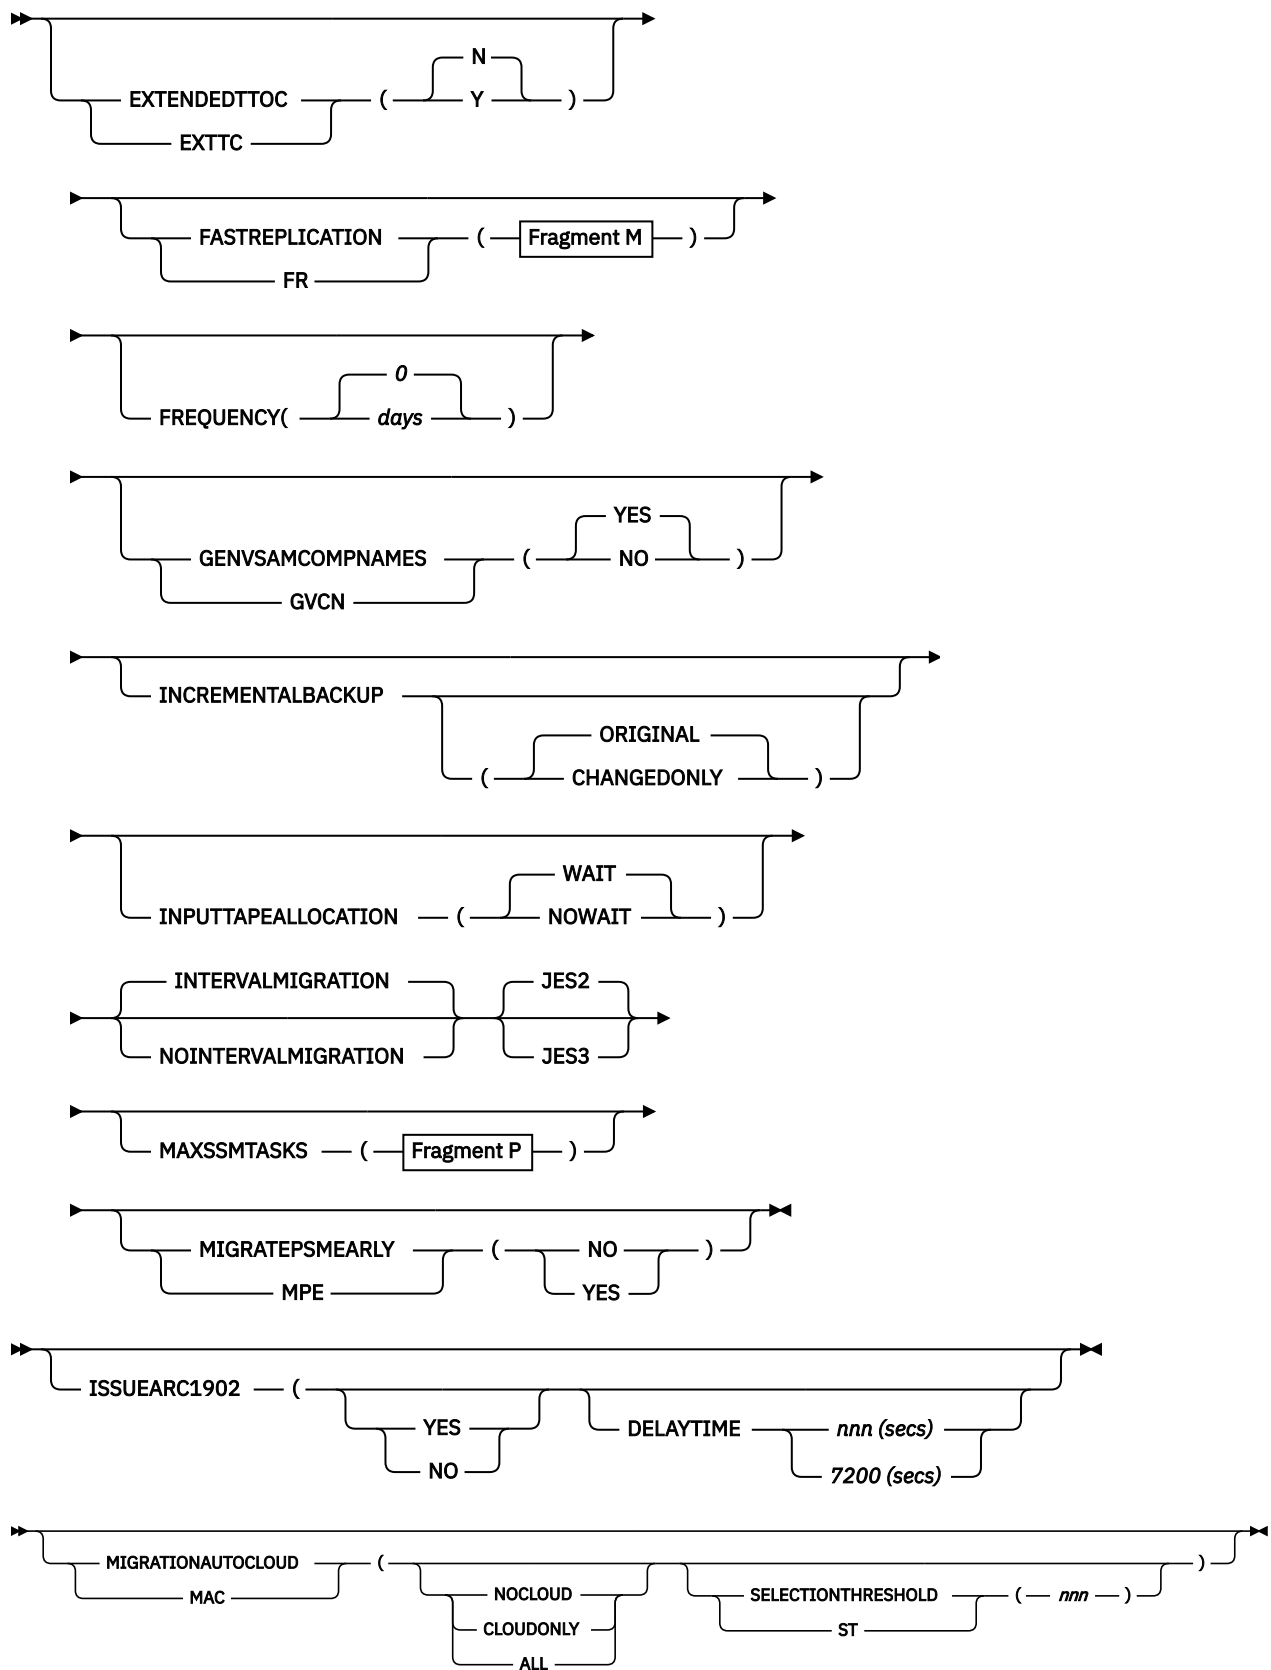 N
EXTENDEDTTOC ( Y )
EXTTC
FASTREPLICATION ( Fragment M )
FR
0
FREQUENCY( days )
YES
GENVSAMCOMPNAMES ( NO )
GVCN
INCREMENTALBACKUP
ORIGINAL
( CHANGEDONLY )
WAIT
INPUTTAPEALLOCATION ( NOWAIT )
INTERVALMIGRATION JES2
NOINTERVALMIGRATION JES3
MAXSSMTASKS ( Fragment P )
MIGRATEPSMEARLY ( NO )
MPE YES
ISSUEARC1902 (
YES DELAYTIME nnn (secs)
NO 7200 (secs)
MIGRATIONAUTOCLOUD ( )
MAC NOCLOUD SELECTIONTHRESHOLD ( nnn )
CLOUDONLY ST
ALL